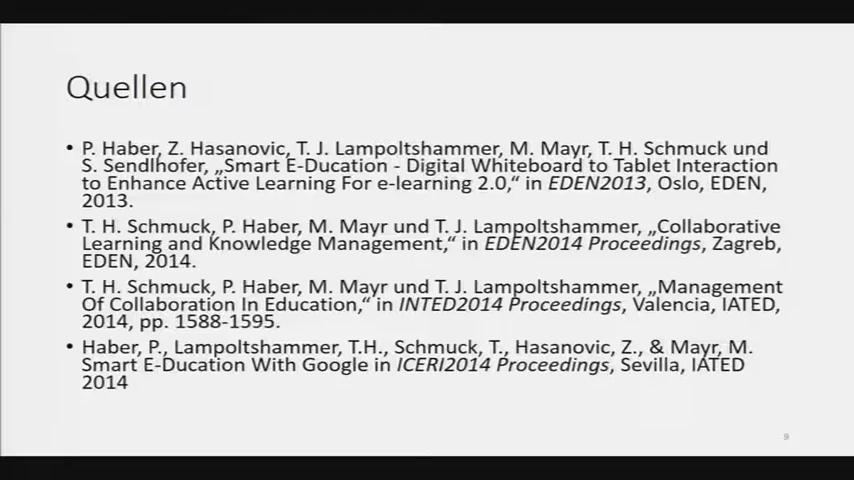 Quellen
• P. Haber, Z. Hasanovic, T. J. Lampoltshammer, M. Mayr, T. H. Schmuck und
S. Sendlhofer, „Smart E-Ducation - Digital Whiteboard to Tablet Interaction
to Enhance Active Learning For e-learning 2.0,“ in EDEN2013, Oslo, EDEN,
2013.
• T. H. Schmuck, P. Haber, M. Mayr und T. J. Lampoltshammer, „Collaborative
Learning and Knowledge Management,“ in EDEN2014 Proceedings, Zagreb,
EDEN, 2014.
• T. H. Schmuck, P. Haber, M. Mayr und T. J. Lampoltshammer, „Management
Of Collaboration In Education,“ in INTED2014 Proceedings, Valencia, IATED,
2014, pp. 1588-1595.
• Haber, P., Lampoltshammer, T.H., Schmuck, T., Hasanovic, Z., & Mayr, M.
Smart E-Ducation With Google in ICERI2014 Proceedings, Sevilla, IATED
2014
9